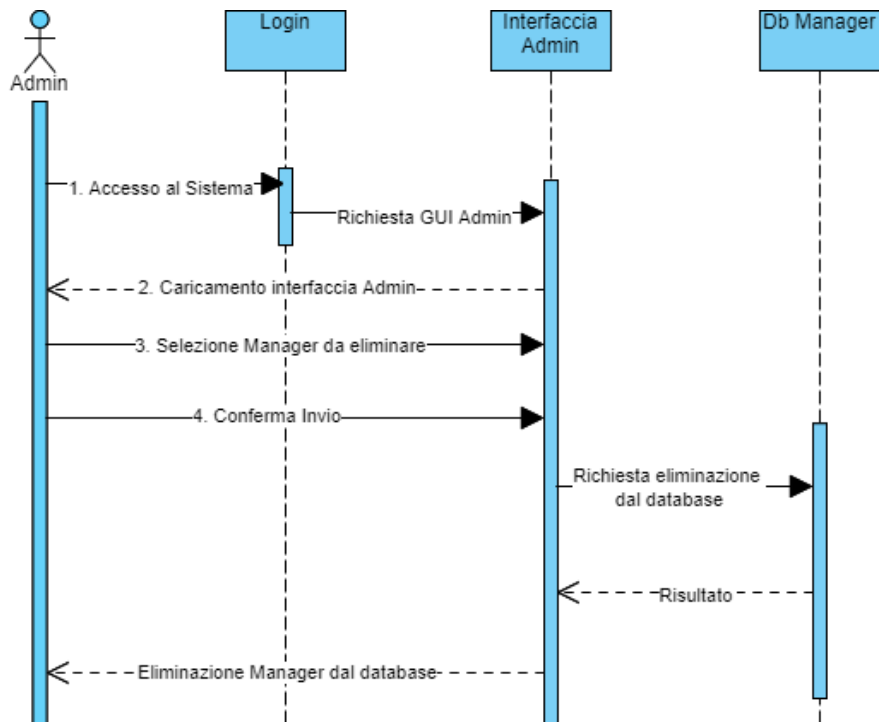 Login
Interfaccia
Admin
Db Manager
Admin
1. Accesso al Sistema
Richiesta GUI Admin
2. Caricamento interfaccia Admin
3. Selezione Manager da eliminare
4. Conferma Invio
Richiesta eliminazione
dal database
Risultato
Eliminazione Manager dal database